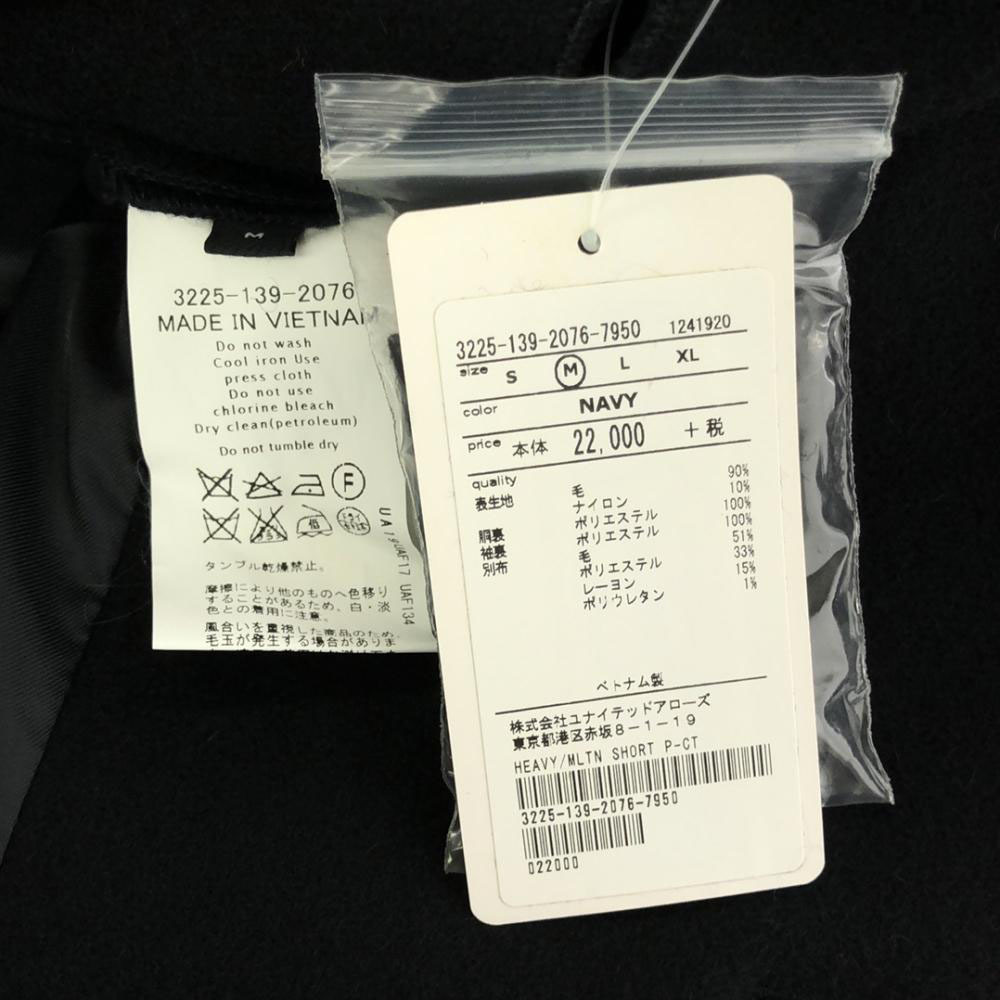 M
3225-139-2076
MADE IN VIETNAM
Do not wash
Cool iron Use
press cloth
Do not use
chlorine bleach
Dry clean(petroleum)
Do not tumble dry
F
UA19 UAF17 UAF134
タンブル乾燥禁止。
摩擦により他のものへ色移り
することがあるため、白・淡
色との着用に注意。
風合いを重視した商品のため、
毛玉が発生する場合がありま
3225-139-2076-7950 1241920
size S M L XL
color NAVY
price 本体 22,000 +税
quality
表生地 毛 90%
ナイロン 10%
胴裏 ポリエステル 100%
袖裏 ポリエステル 100%
別布 毛 51%
ポリエステル 33%
レーヨン 15%
ポリウレタン 1%
ベトナム製
株式会社ユナイテッドアローズ
東京都港区赤坂8-1-19
HEAVY/MLTN SHORT P-CT
3225-139-2076-7950
022000